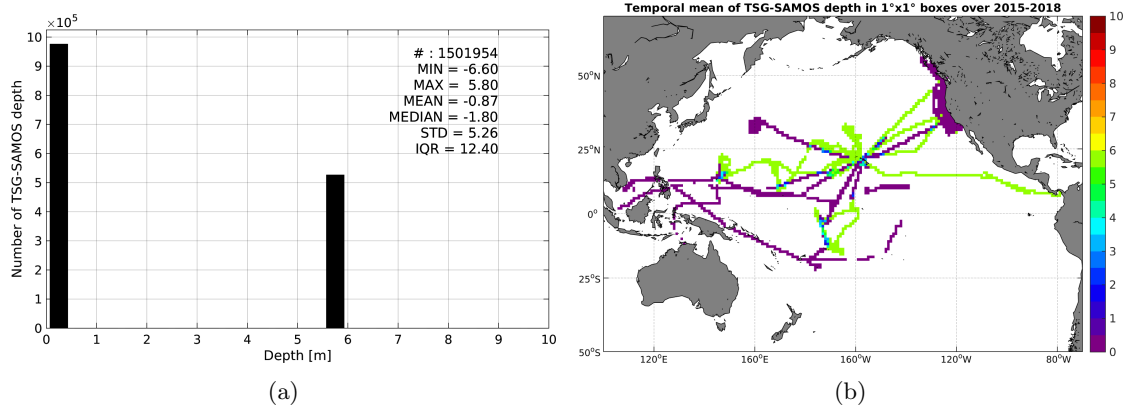 ×10⁵
10
9
8
7
6
5
4
3
2
1
0
Number of TSG-SAMOS depth
# : 1501954
MIN = -6.60
MAX = 5.80
MEAN = -0.87
MEDIAN = -1.80
STD = 5.26
IQR = 12.40
0 1 2 3 4 5 6 7 8 9 10
Depth [m]
(a)
Temporal mean of TSG-SAMOS depth in 1°x1° boxes over 2015-2018
50°N
25°N
0°
25°S
50°S
120°E 160°E 160°W 120°W 80°W
10
9
8
7
6
5
4
3
2
1
0
(b)